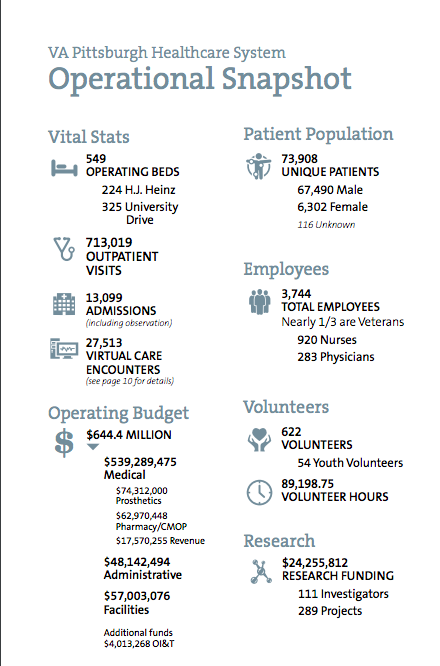 VA Pittsburgh Healthcare System
Operational Snapshot
Vital Stats
549
OPERATING BEDS
224 H.J. Heinz
325 University
Drive
713,019
OUTPATIENT
VISITS
13,099
ADMISSIONS
(including observation)
27,513
VIRTUAL CARE
ENCOUNTERS
(see page 10 for details)
Operating Budget
$
$644.4 MILLION
$539,289,475
Medical
$74,312,000
Prosthetics
$62,970,448
Pharmacy/CMOP
$17,570,255 Revenue
$48,142,494
Administrative
$57,003,076
Facilities
Additional funds
$4,013,268 OI&T
Patient Population
73,908
UNIQUE PATIENTS
67,490 Male
6,302 Female
116 Unknown
Employees
3,744
TOTAL EMPLOYEES
Nearly 1/3 are Veterans
920 Nurses
283 Physicians
Volunteers
622
VOLUNTEERS
54 Youth Volunteers
89,198.75
VOLUNTEER HOURS
Research
$24,255,812
RESEARCH FUNDING
111 Investigators
289 Projects